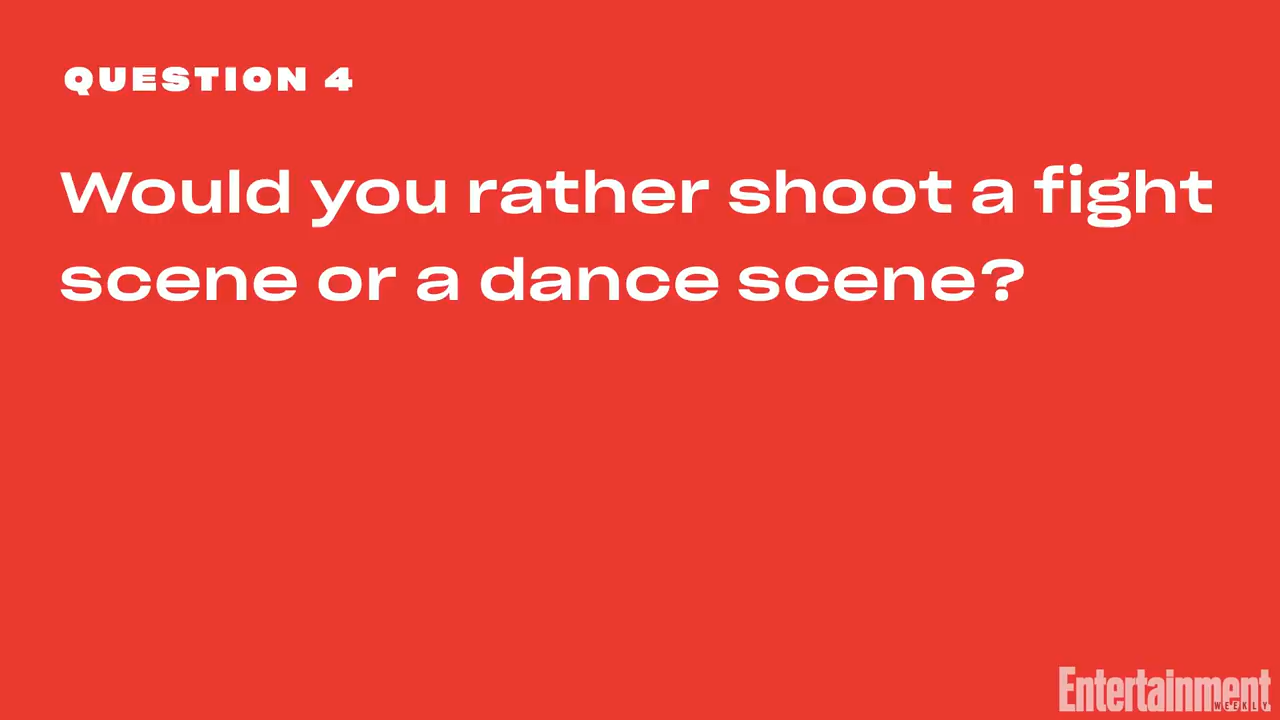 QUESTION 4
Would you rather shoot a fight
scene or a dance scene?
Entertainment
WEEKLY